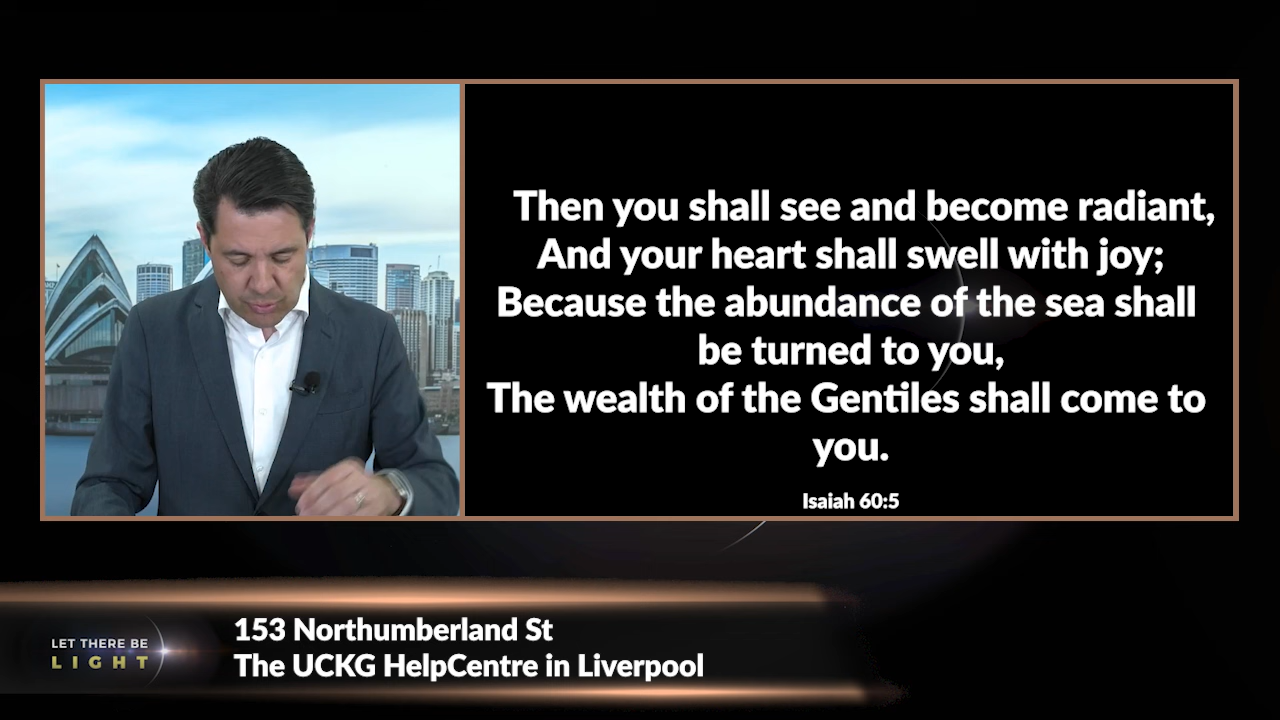 Then you shall see and become radiant,
And your heart shall swell with joy;
Because the abundance of the sea shall
be turned to you,
The wealth of the Gentiles shall come to
you.
Isaiah 60:5
LET THERE BE
LIGHT
153 Northumberland St
The UCKG HelpCentre in Liverpool